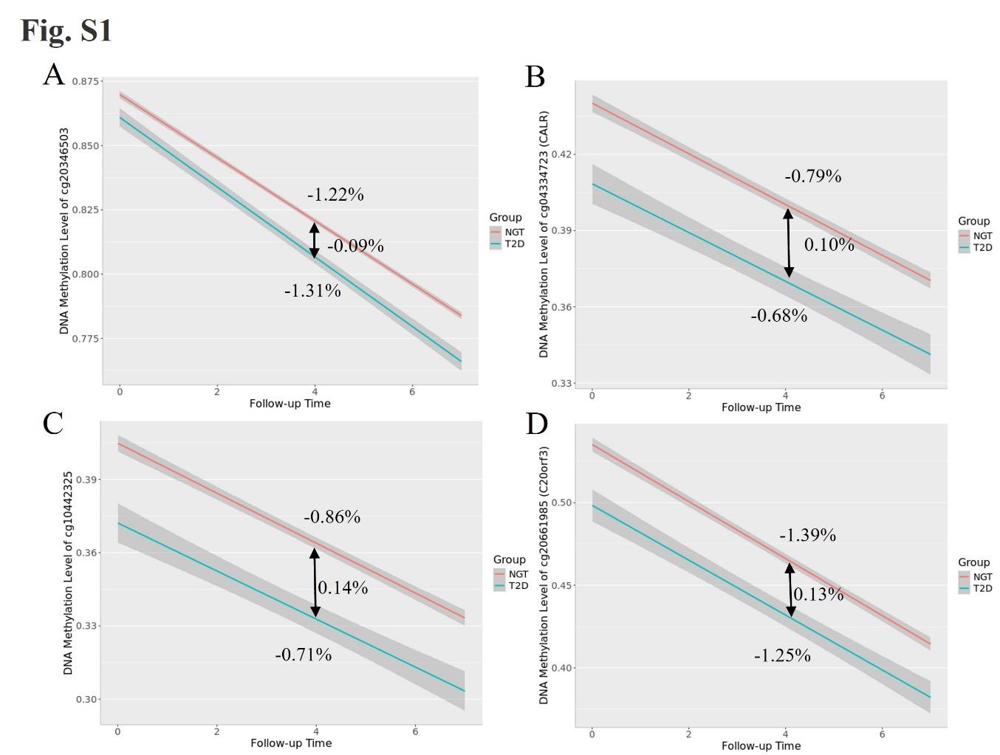 Fig. S1
A
DNA Methylation Level of cg20346503
0.875
0.850
0.825
0.800
0.775
-1.22%
-0.09%
-1.31%
0
2
4
6
Follow-up Time
Group
NGT
T2D
B
DNA Methylation Level of cg04334723 (CALR)
0.42
0.39
0.36
0.33
-0.79%
0.10%
-0.68%
0
2
4
6
Follow-up Time
Group
NGT
T2D
C
DNA Methylation Level of cg10442325
0.39
0.36
0.33
0.30
-0.86%
0.14%
-0.71%
0
2
4
6
Follow-up Time
Group
NGT
T2D
D
DNA Methylation Level of cg20661985 (C20orf3)
0.50
0.45
0.40
-1.39%
0.13%
-1.25%
0
2
4
6
Follow-up Time
Group
NGT
T2D